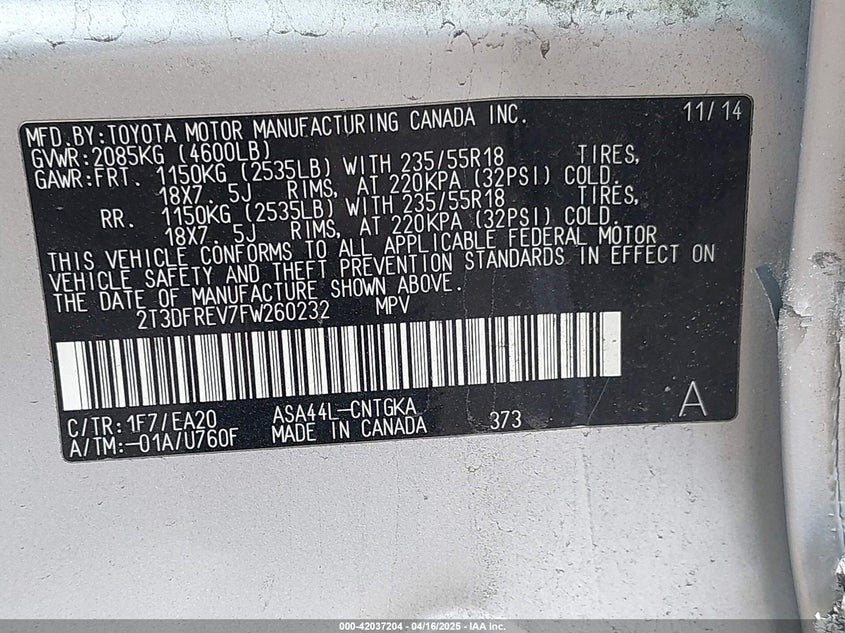 MFD.BY:TOYOTA MOTOR MANUFACTURING CANADA INC. 11/14
GVWR:2085KG (4600LB)
GAWR:FRT. 1150KG (2535LB) WITH 235/55R18 TIRES,
18X7. 5J RIMS, AT 220KPA (32PSI) COLD.
RR. 1150KG (2535LB) WITH 235/55R18 TIRES,
18X7. 5J RIMS, AT 220KPA (32PSI) COLD.
THIS VEHICLE CONFORMS TO ALL APPLICABLE FEDERAL MOTOR
VEHICLE SAFETY AND THEFT PREVENTION STANDARDS IN EFFECT ON
THE DATE OF MANUFACTURE SHOWN ABOVE.
2T3DFREV7FW260232 MPV
C/TR:1F7/EA20 ASA44L-CNTGKA A
A/TM:-01A/U760F MADE IN CANADA 373
000-42037204 - 04/16/2025 - IAA Inc.